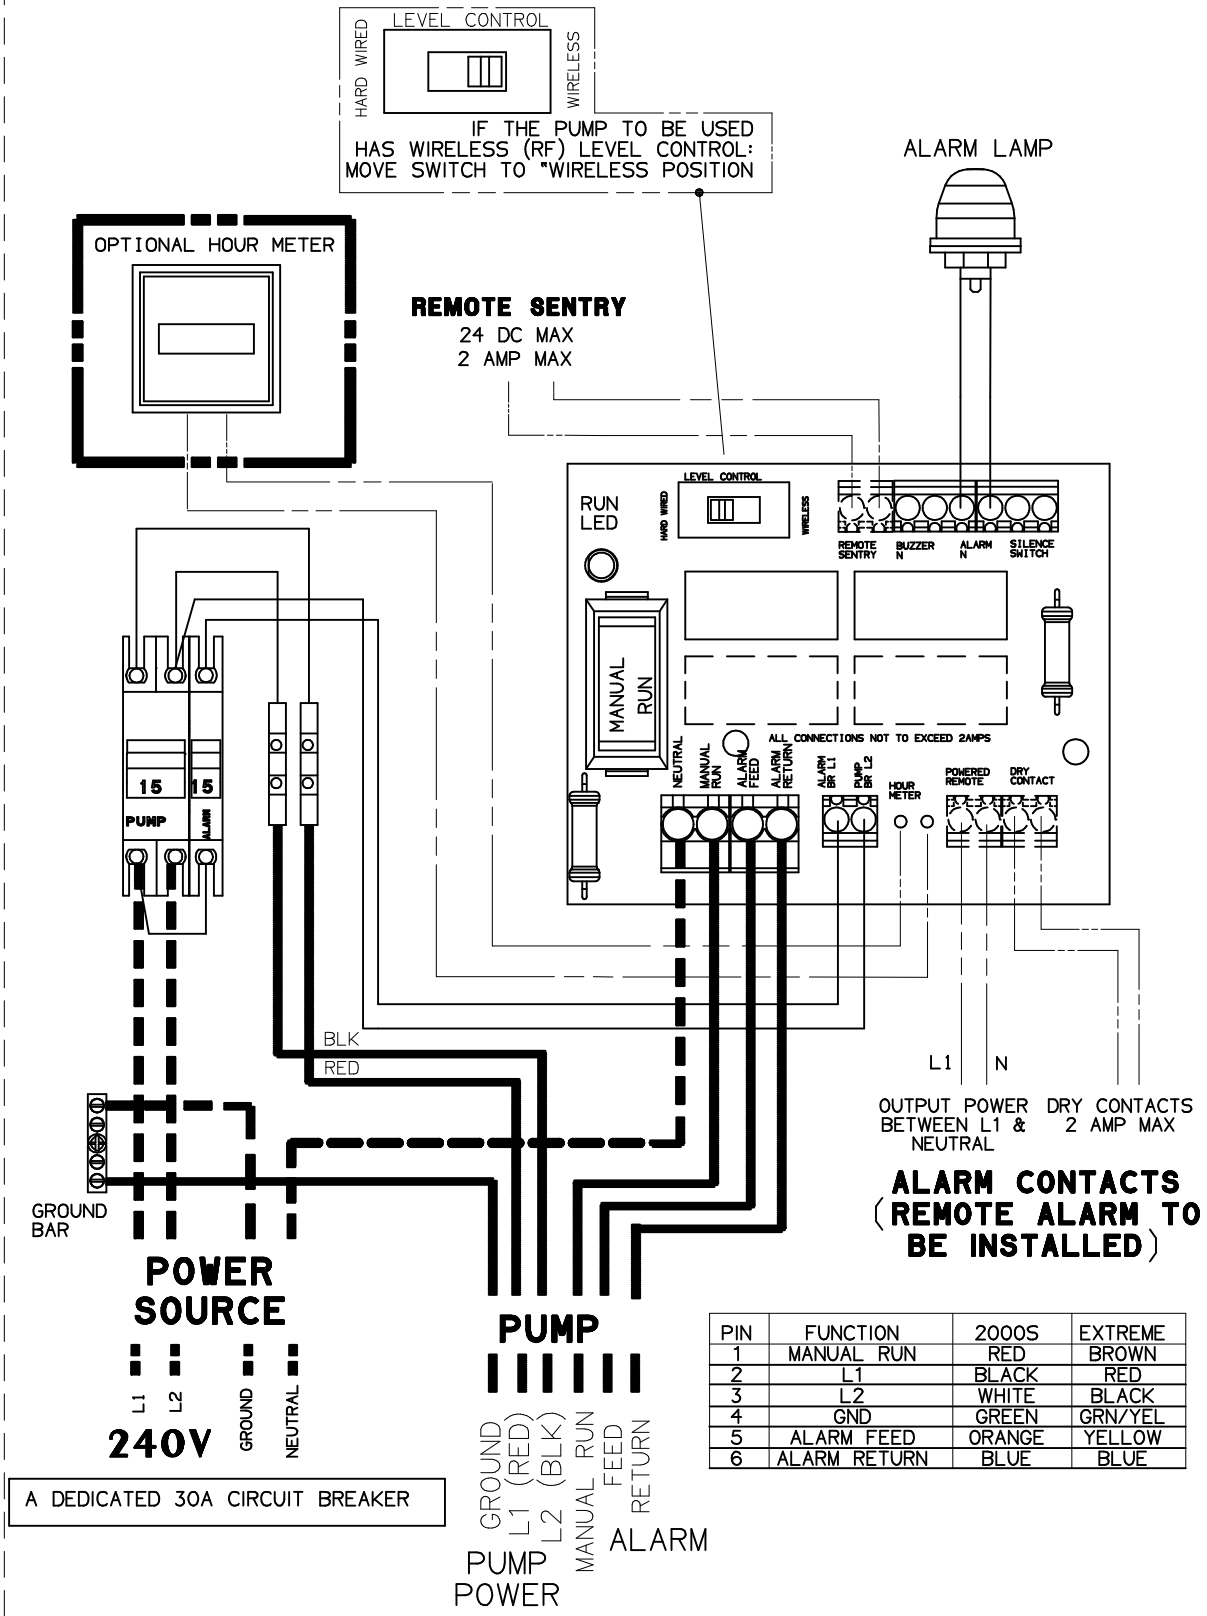 LEVEL CONTROL
HARD WIRED
WIRELESS
IF THE PUMP TO BE USED
HAS WIRELESS (RF) LEVEL CONTROL:
MOVE SWITCH TO "WIRELESS POSITION
ALARM LAMP
OPTIONAL HOUR METER
REMOTE SENTRY
24 DC MAX
2 AMP MAX
RUN
LED
LEVEL CONTROL
HARD WIRED
WIRELESS
REMOTE
SENTRY
BUZZER
N
ALARM
N
SILENCE
SWITCH
MANUAL
RUN
ALL CONNECTIONS NOT TO EXCEED 2AMPS
NEUTRAL
MANUAL
RUN
ALARM
FEED
ALARM
RETURN
ALARM
BR L1
PUMP
BR L2
HOUR
METER
POWERED
REMOTE
DRY
CONTACT
15
15
PUMP
ALARM
BLK
RED
L1
N
OUTPUT POWER
BETWEEN L1 &
NEUTRAL
DRY CONTACTS
2 AMP MAX
ALARM CONTACTS
(REMOTE ALARM TO
BE INSTALLED)
GROUND
BAR
POWER
SOURCE
L1
L2
GROUND
NEUTRAL
240V
A DEDICATED 30A CIRCUIT BREAKER
PUMP
GROUND
L1 (RED)
L2 (BLK)
MANUAL RUN
FEED
RETURN
PUMP
POWER
ALARM
PIN FUNCTION 2000S EXTREME
1 MANUAL RUN RED BROWN
2 L1 BLACK RED
3 L2 WHITE BLACK
4 GND GREEN GRN/YEL
5 ALARM FEED ORANGE YELLOW
6 ALARM RETURN BLUE BLUE